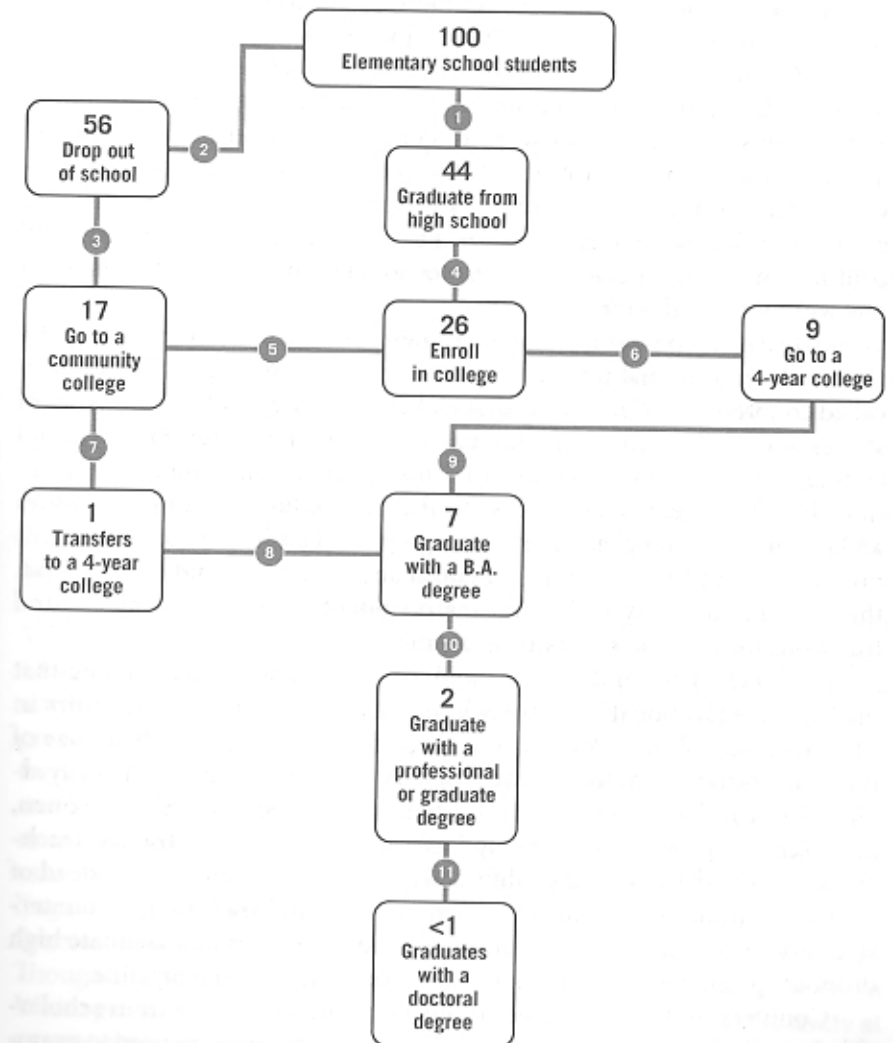 100
Elementary school students
1
56
Drop out
of school
2
44
Graduate from
high school
3
4
17
Go to a
community
college
5
26
Enroll
in college
6
9
Go to a
4-year college
7
9
1
Transfers
to a 4-year
college
8
7
Graduate
with a B.A.
degree
10
2
Graduate
with a
professional
or graduate
degree
11
<1
Graduates
with a
doctoral
degree